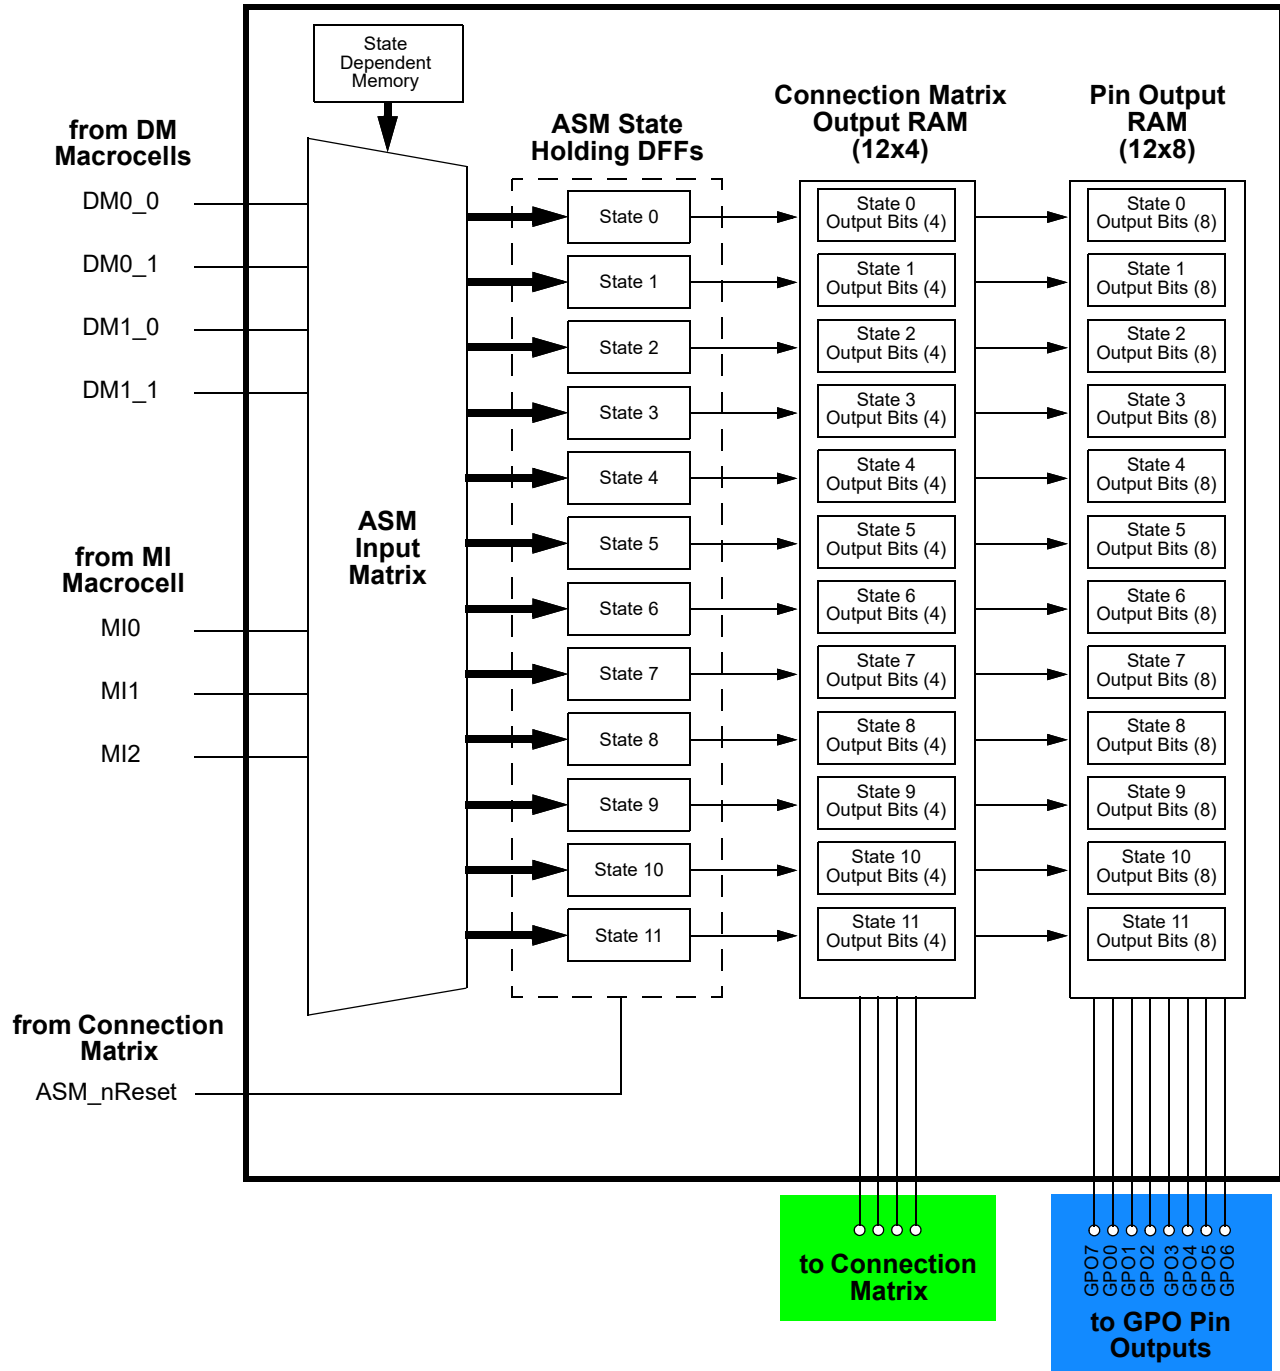 State
Dependent
Memory
from DM
Macrocells
DM0_0
DM0_1
DM1_0
DM1_1
from MI
Macrocell
MI0
MI1
MI2
from Connection
Matrix
ASM_nReset
ASM
Input
Matrix
ASM State
Holding DFFs
State 0
State 1
State 2
State 3
State 4
State 5
State 6
State 7
State 8
State 9
State 10
State 11
Connection Matrix
Output RAM
(12x4)
State 0
Output Bits (4)
State 1
Output Bits (4)
State 2
Output Bits (4)
State 3
Output Bits (4)
State 4
Output Bits (4)
State 5
Output Bits (4)
State 6
Output Bits (4)
State 7
Output Bits (4)
State 8
Output Bits (4)
State 9
Output Bits (4)
State 10
Output Bits (4)
State 11
Output Bits (4)
Pin Output
RAM
(12x8)
State 0
Output Bits (8)
State 1
Output Bits (8)
State 2
Output Bits (8)
State 3
Output Bits (8)
State 4
Output Bits (8)
State 5
Output Bits (8)
State 6
Output Bits (8)
State 7
Output Bits (8)
State 8
Output Bits (8)
State 9
Output Bits (8)
State 10
Output Bits (8)
State 11
Output Bits (8)
to Connection
Matrix
GPO7
GPO0
GPO1
GPO2
GPO3
GPO4
GPO5
GPO6
to GPO Pin
Outputs